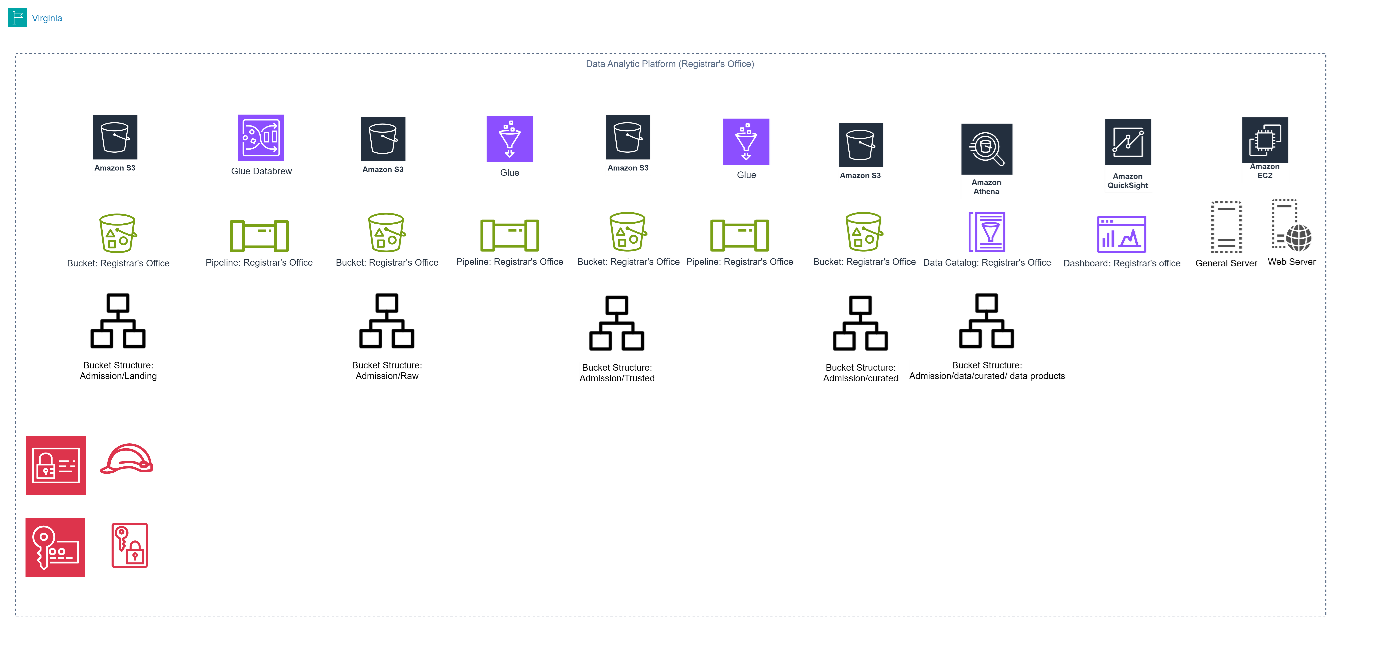 Virginia
Data Analytic Platform (Registrar's Office)
Amazon S3
Glue Databrew
Amazon S3
Glue
Amazon S3
Glue
Amazon S3
Amazon
Athena
Amazon
QuickSight
Amazon
EC2
Bucket: Registrar's Office
Pipeline: Registrar's Office
Bucket: Registrar's Office
Pipeline: Registrar's Office
Bucket: Registrar's Office
Pipeline: Registrar's Office
Bucket: Registrar's Office
Data Catalog: Registrar's Office
Dashboard: Registrar's office
General Server
Web Server
Bucket Structure:
Admission/Landing
Bucket Structure:
Admission/Raw
Bucket Structure:
Admission/Trusted
Bucket Structure:
Admission/curated
Bucket Structure:
Admission/data/curated/ data products